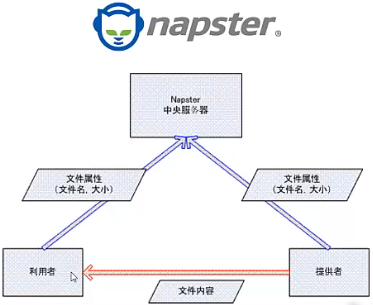 napster®
Napster
中央服务器
文件属性
（文件名, 大小）
文件属性
（文件名, 大小）
利用者
提供者
文件内容